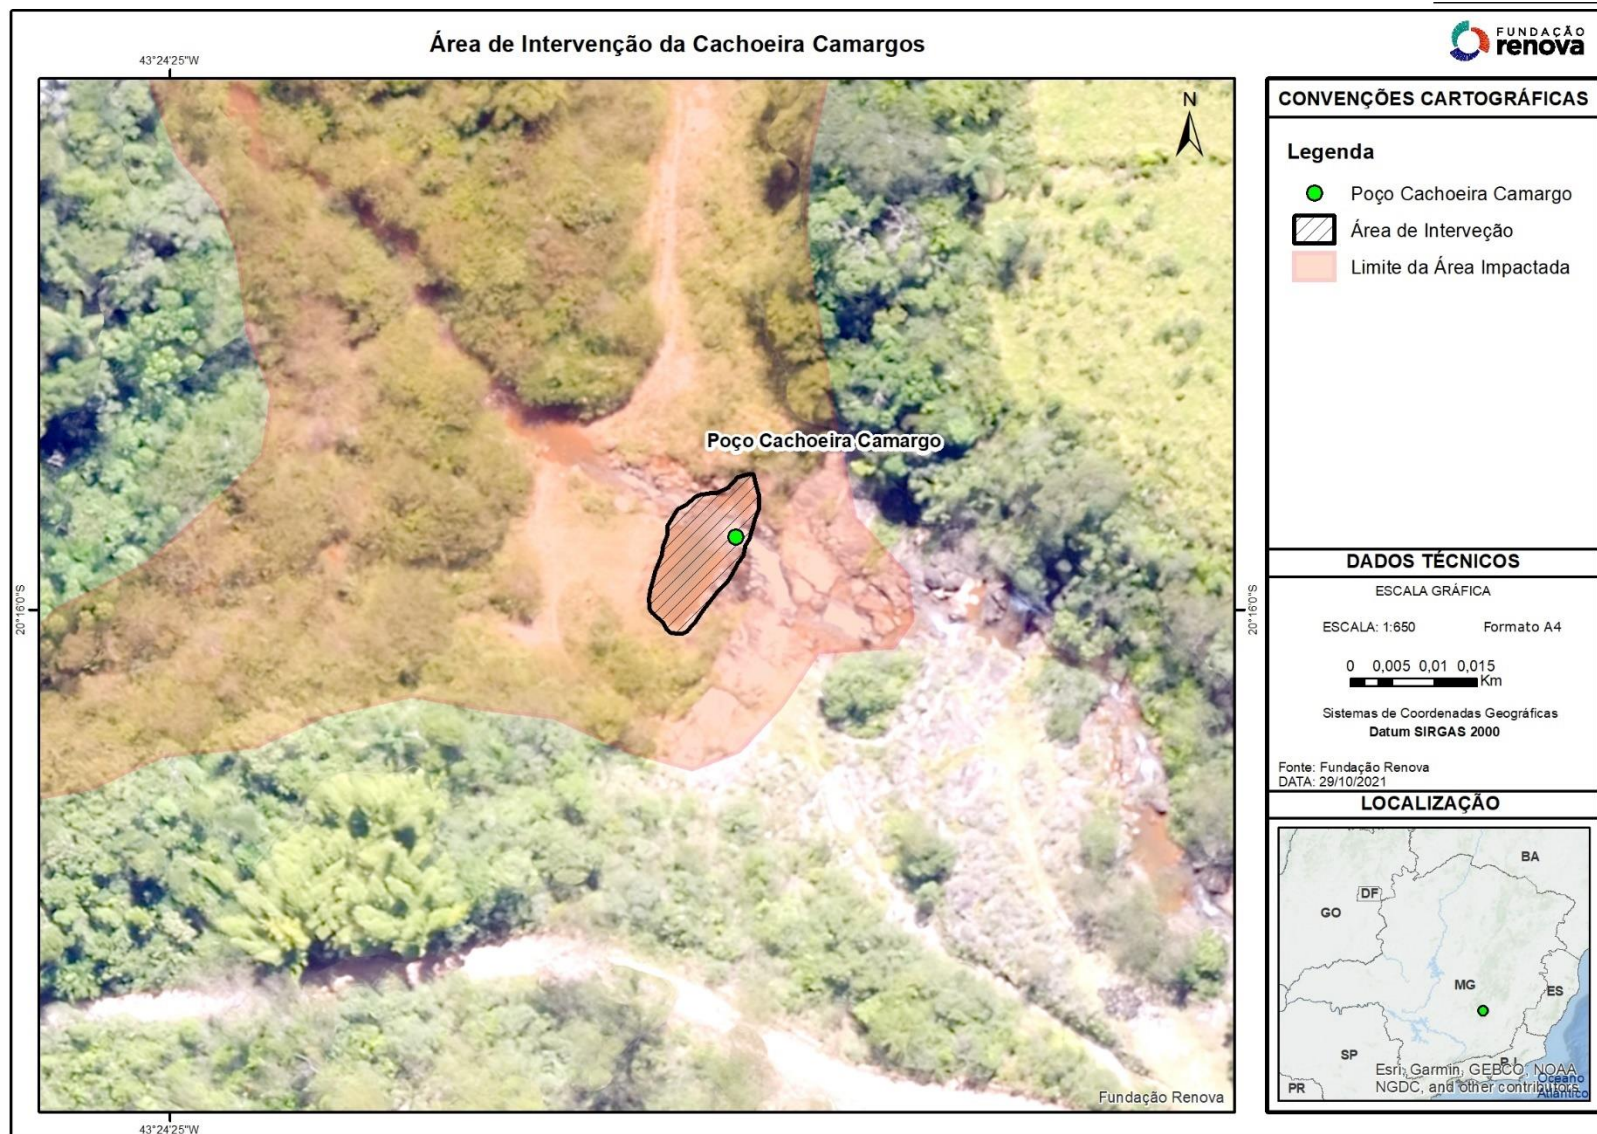 Área de Intervenção da Cachoeira Camargos
FUNDAÇÃO
renova
43°24'25"W
N
20°16'0"S
20°16'0"S
Poço Cachoeira Camargo
Fundação Renova
43°24'25"W
CONVENÇÕES CARTOGRÁFICAS
Legenda
Poço Cachoeira Camargo
Área de Interveção
Limite da Área Impactada
DADOS TÉCNICOS
ESCALA GRÁFICA
ESCALA: 1:650 Formato A4
0 0,005 0,01 0,015
Km
Sistemas de Coordenadas Geográficas
Datum SIRGAS 2000
Fonte: Fundação Renova
DATA: 29/10/2021
LOCALIZAÇÃO
BA
DF
GO
MG
ES
SP
RJ
PR
Esri, Garmin, GEBCO, NOAA
NGDC, and other contributors
Oceano
Atlântico